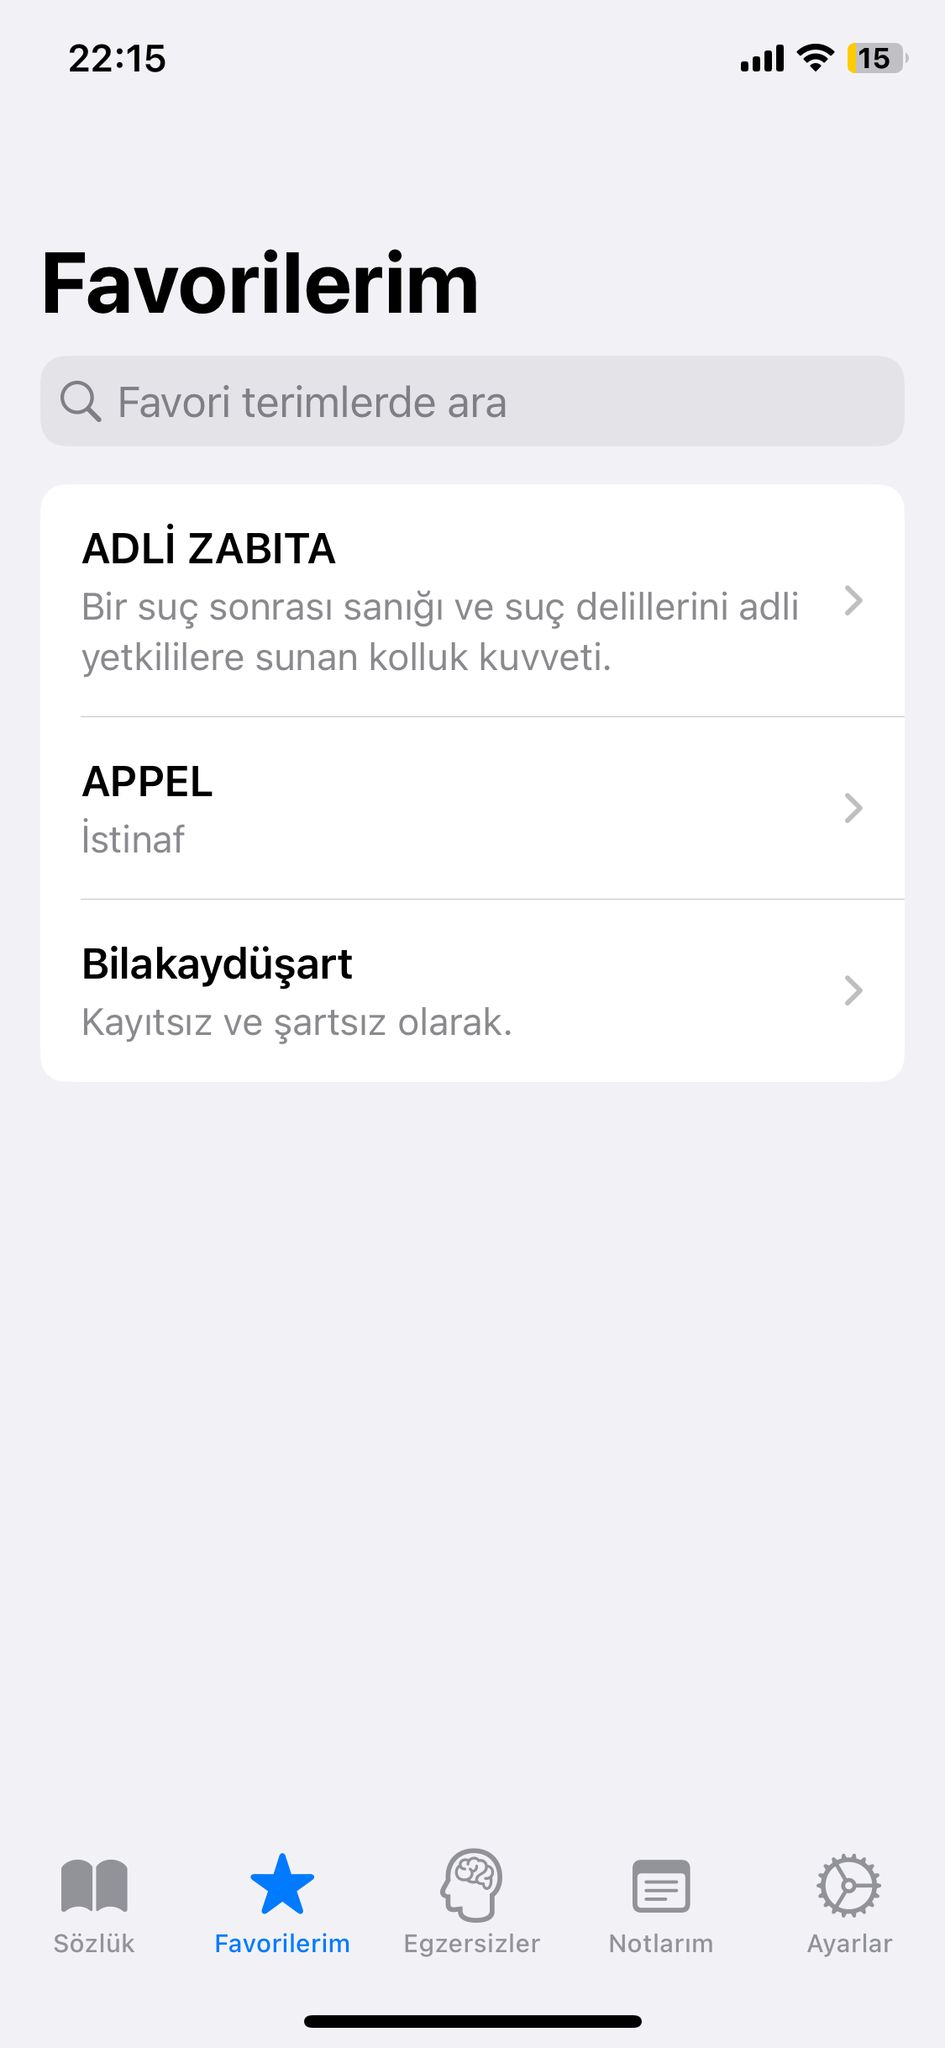 22:15
15
Favorilerim
Favori terimlerde ara
ADLİ ZABITA
Bir suç sonrası sanığı ve suç delillerini adli
yetkililere sunan kolluk kuvveti.
APPEL
İstinaf
Bilakaydüşart
Kayıtsız ve şartsız olarak.
Sözlük
Favorilerim
Egzersizler
Notlarım
Ayarlar